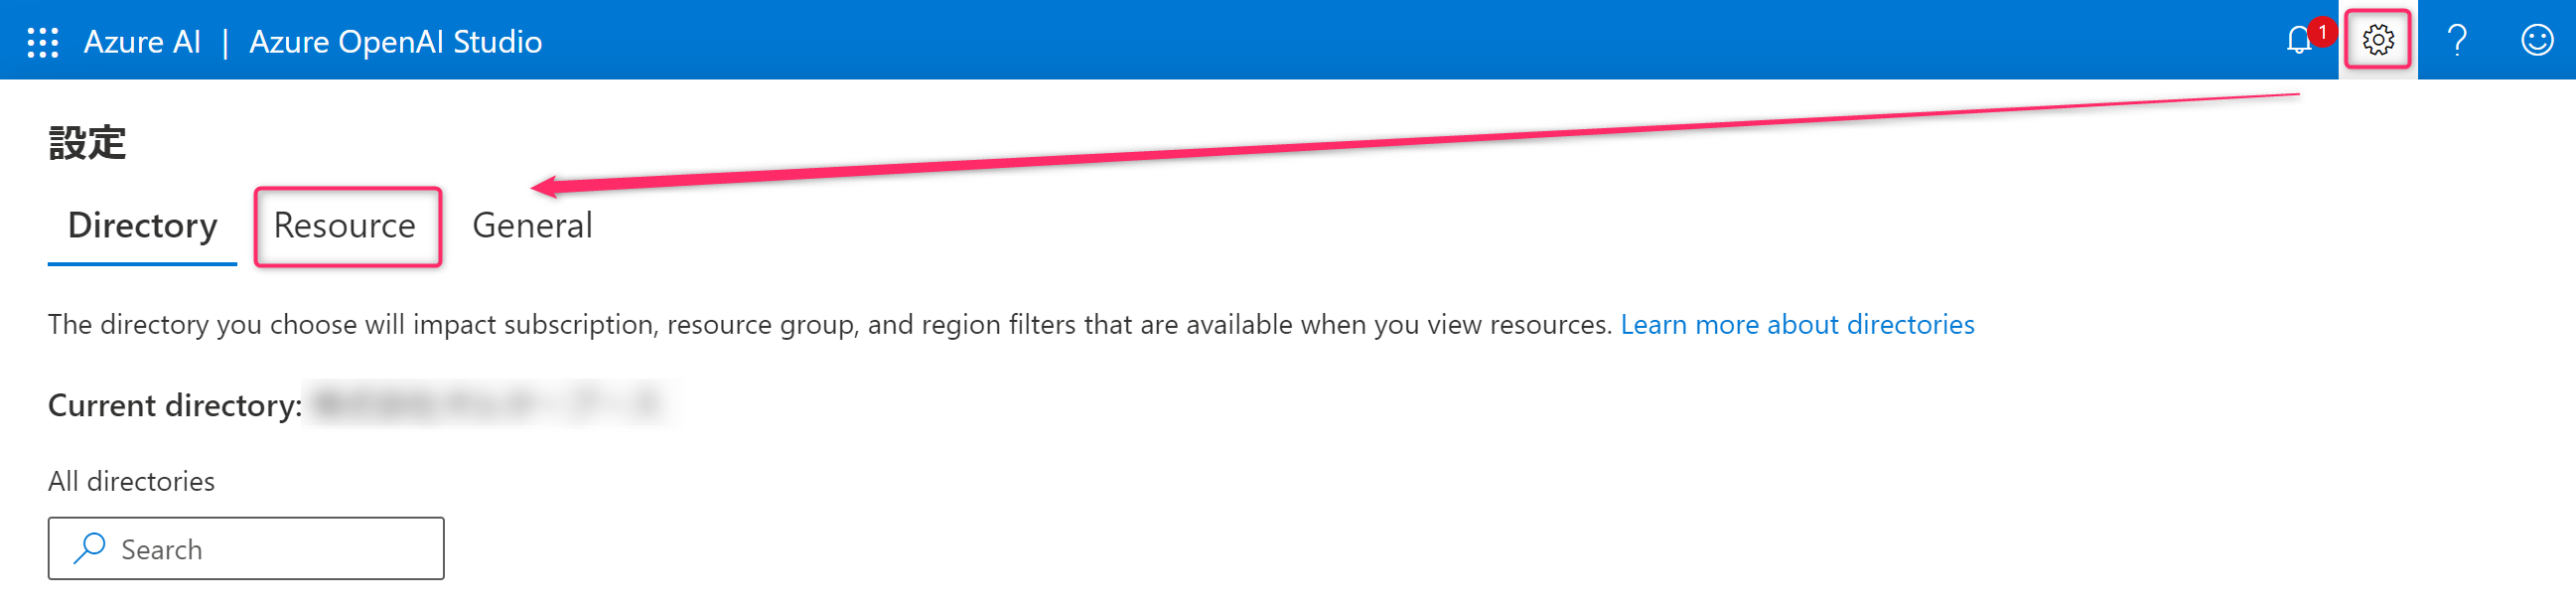 Azure AI | Azure OpenAI Studio
1
設定
Directory Resource General
The directory you choose will impact subscription, resource group, and region filters that are available when you view resources. Learn more about directories
Current directory:
All directories
Search